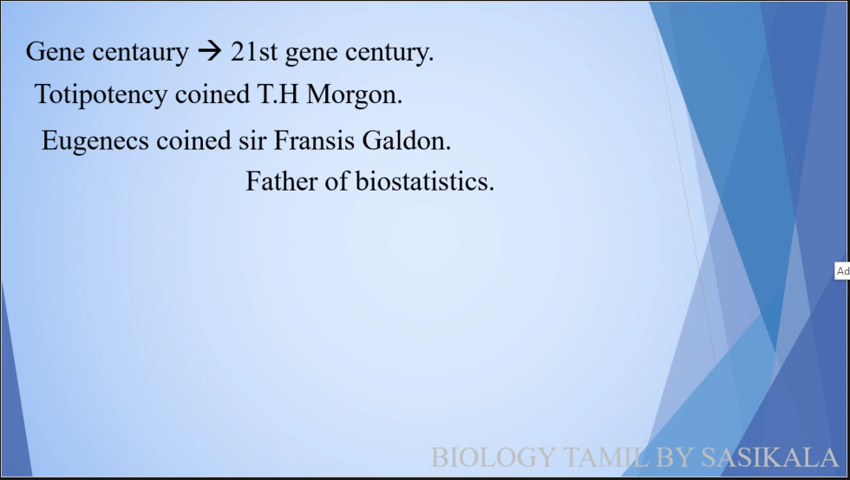 Gene centaury → 21st gene century.
Totipotency coined T.H Morgon.
Eugenecs coined sir Fransis Galdon.
Father of biostatistics.
Ad
BIOLOGY TAMIL BY SASIKALA